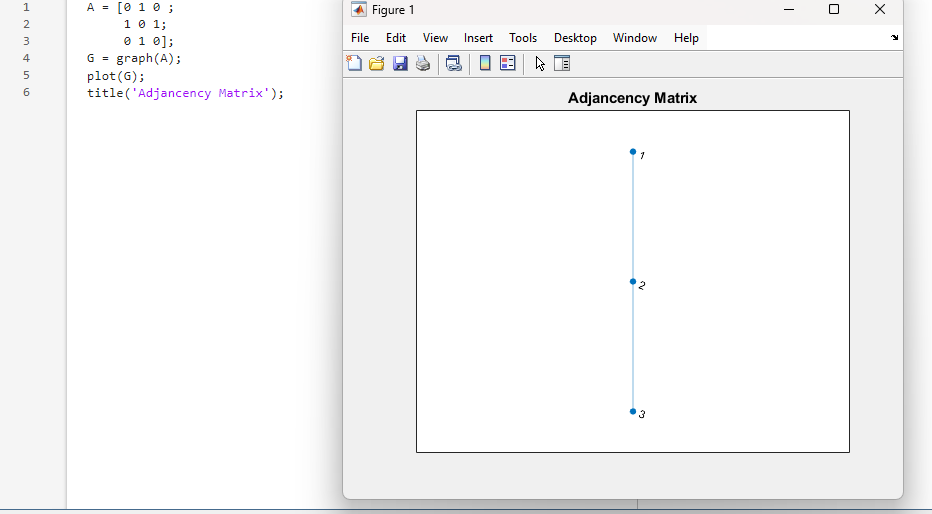 1 A = [0 1 0 ;
2 1 0 1;
3 0 1 0];
4 G = graph(A);
5 plot(G);
6 title('Adjancency Matrix');
Figure 1
File Edit View Insert Tools Desktop Window Help
Adjancency Matrix
1
2
3